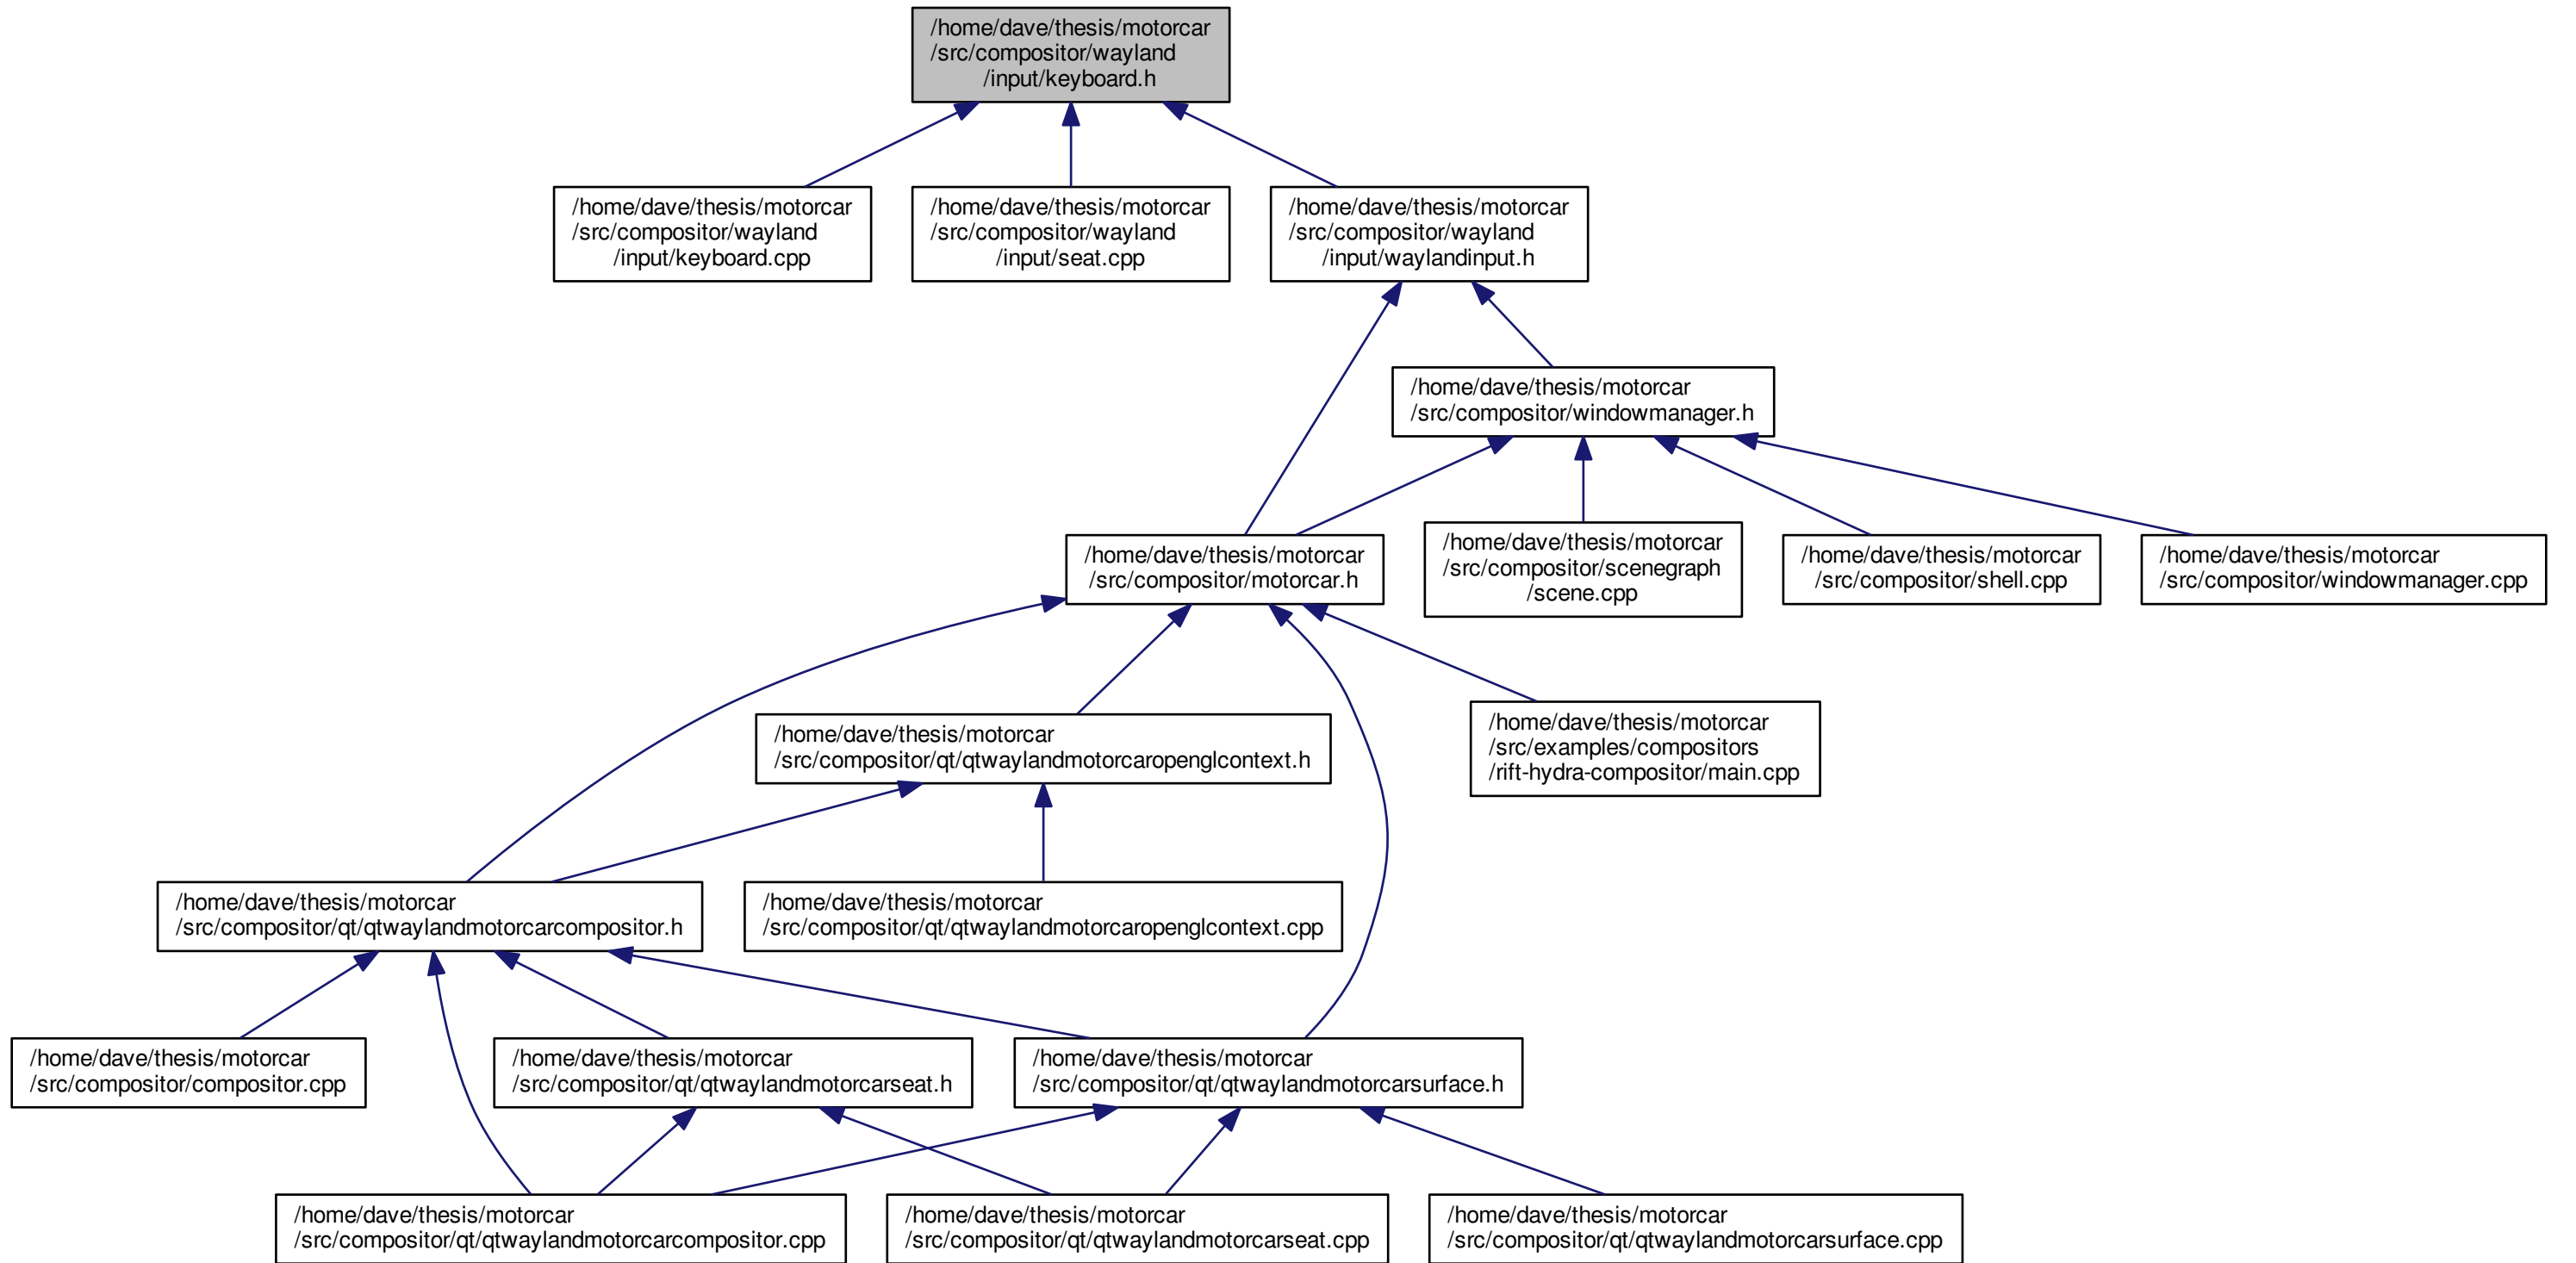 /home/dave/thesis/motorcar
/src/compositor/wayland
/input/keyboard.h
/home/dave/thesis/motorcar
/src/compositor/wayland
/input/keyboard.cpp
/home/dave/thesis/motorcar
/src/compositor/wayland
/input/seat.cpp
/home/dave/thesis/motorcar
/src/compositor/wayland
/input/waylandinput.h
/home/dave/thesis/motorcar
/src/compositor/windowmanager.h
/home/dave/thesis/motorcar
/src/compositor/motorcar.h
/home/dave/thesis/motorcar
/src/compositor/scenegraph
/scene.cpp
/home/dave/thesis/motorcar
/src/compositor/shell.cpp
/home/dave/thesis/motorcar
/src/compositor/windowmanager.cpp
/home/dave/thesis/motorcar
/src/compositor/qt/qtwaylandmotorcaropenglcontext.h
/home/dave/thesis/motorcar
/src/examples/compositors
/rift-hydra-compositor/main.cpp
/home/dave/thesis/motorcar
/src/compositor/qt/qtwaylandmotorcarcompositor.h
/home/dave/thesis/motorcar
/src/compositor/qt/qtwaylandmotorcaropenglcontext.cpp
/home/dave/thesis/motorcar
/src/compositor/compositor.cpp
/home/dave/thesis/motorcar
/src/compositor/qt/qtwaylandmotorcarseat.h
/home/dave/thesis/motorcar
/src/compositor/qt/qtwaylandmotorcarsurface.h
/home/dave/thesis/motorcar
/src/compositor/qt/qtwaylandmotorcarcompositor.cpp
/home/dave/thesis/motorcar
/src/compositor/qt/qtwaylandmotorcarseat.cpp
/home/dave/thesis/motorcar
/src/compositor/qt/qtwaylandmotorcarsurface.cpp